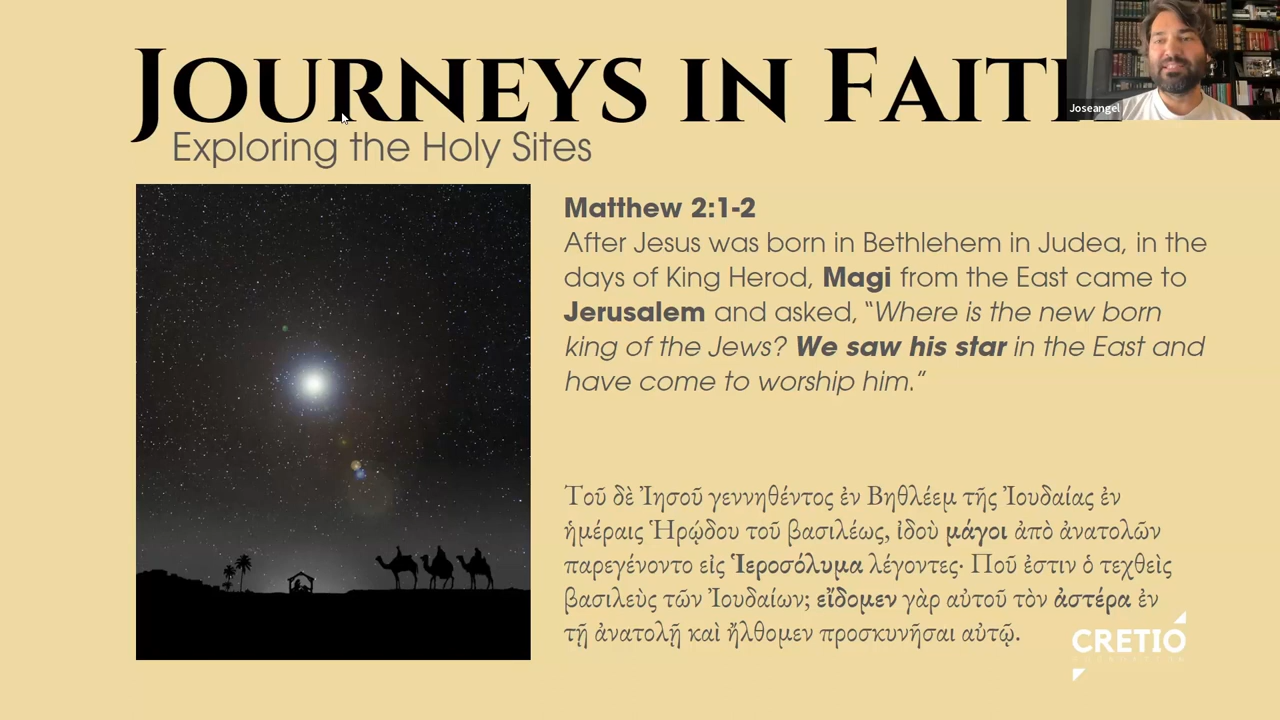 JOURNEYS IN FAIT
Joseangel
Exploring the Holy Sites
Matthew 2:1-2
After Jesus was born in Bethlehem in Judea, in the
days of King Herod, Magi from the East came to
Jerusalem and asked, “Where is the new born
king of the Jews? We saw his star in the East and
have come to worship him.”
Τοῦ δὲ Ἰησοῦ γεννηθέντος ἐν Βηθλέεμ τῆς Ἰουδαίας ἐν
ἡμέραις Ἡρῴδου τοῦ βασιλέως, ἰδοὺ μάγοι ἀπὸ ἀνατολῶν
παρεγένοντο εἰς Ἱεροσόλυμα λέγοντες· Ποῦ ἐστιν ὁ τεχθεὶς
βασιλεὺς τῶν Ἰουδαίων; εἴδομεν γὰρ αὐτοῦ τὸν ἀστέρα ἐν
τῇ ἀνατολῇ καὶ ἤλθομεν προσκυνῆσαι αὐτῷ.
CRETIO